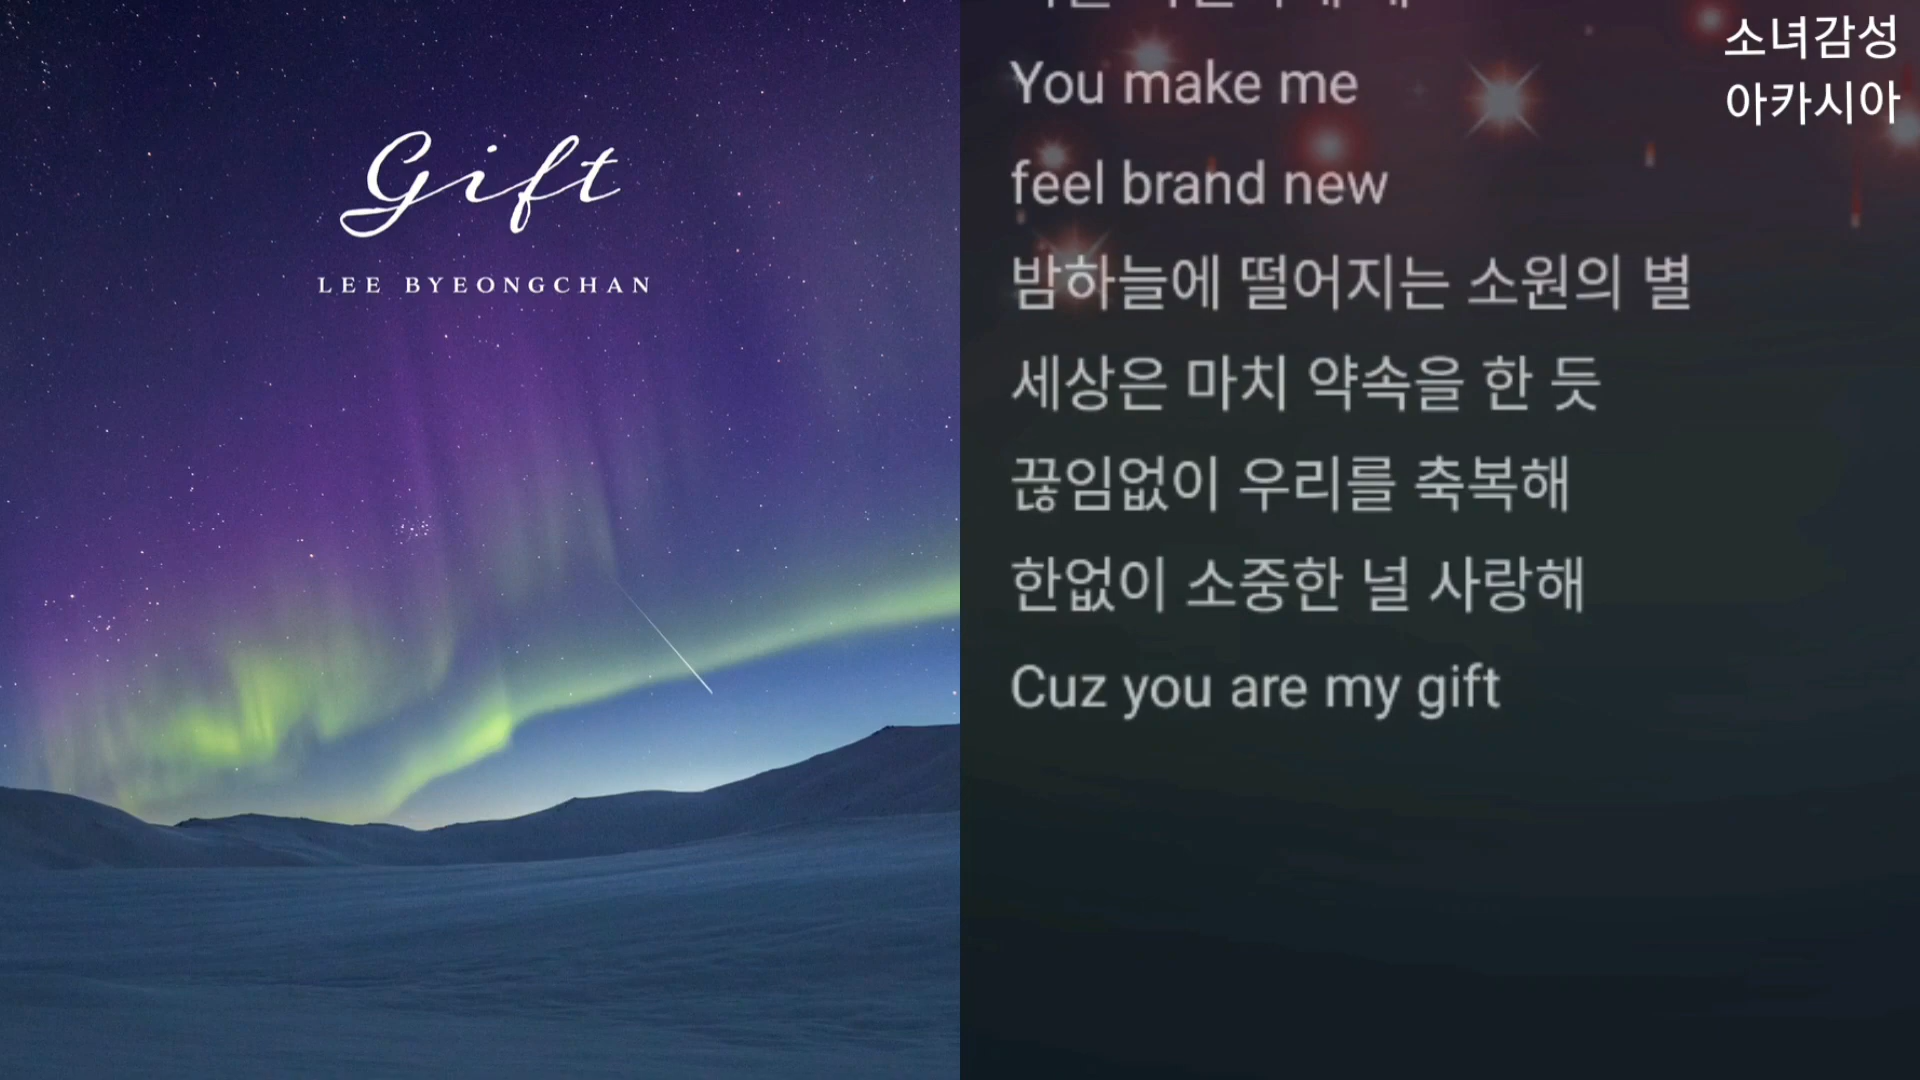 Gift
LEE BYEONGCHAN
소녀감성
아카시아
You make me
feel brand new
밤하늘에 떨어지는 소원의 별
세상은 마치 약속을 한 듯
끊임없이 우리를 축복해
한없이 소중한 널 사랑해
Cuz you are my gift